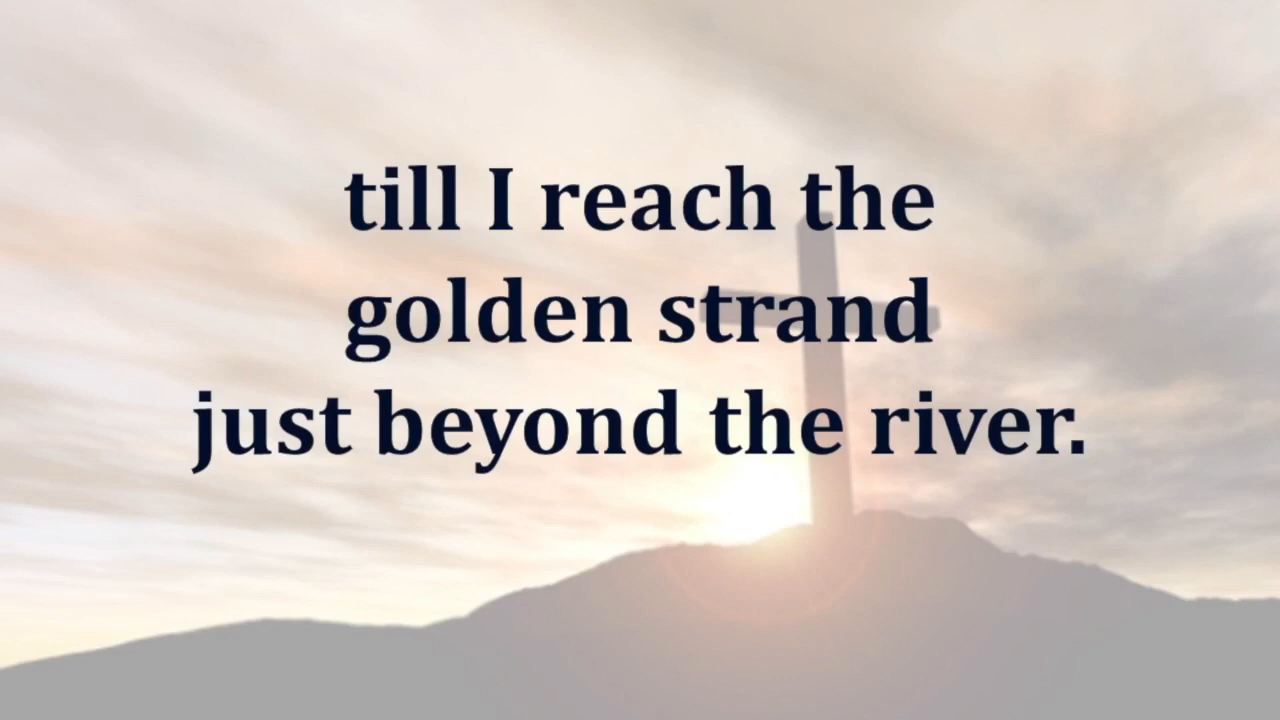 till I reach the
golden strand
just beyond the river.